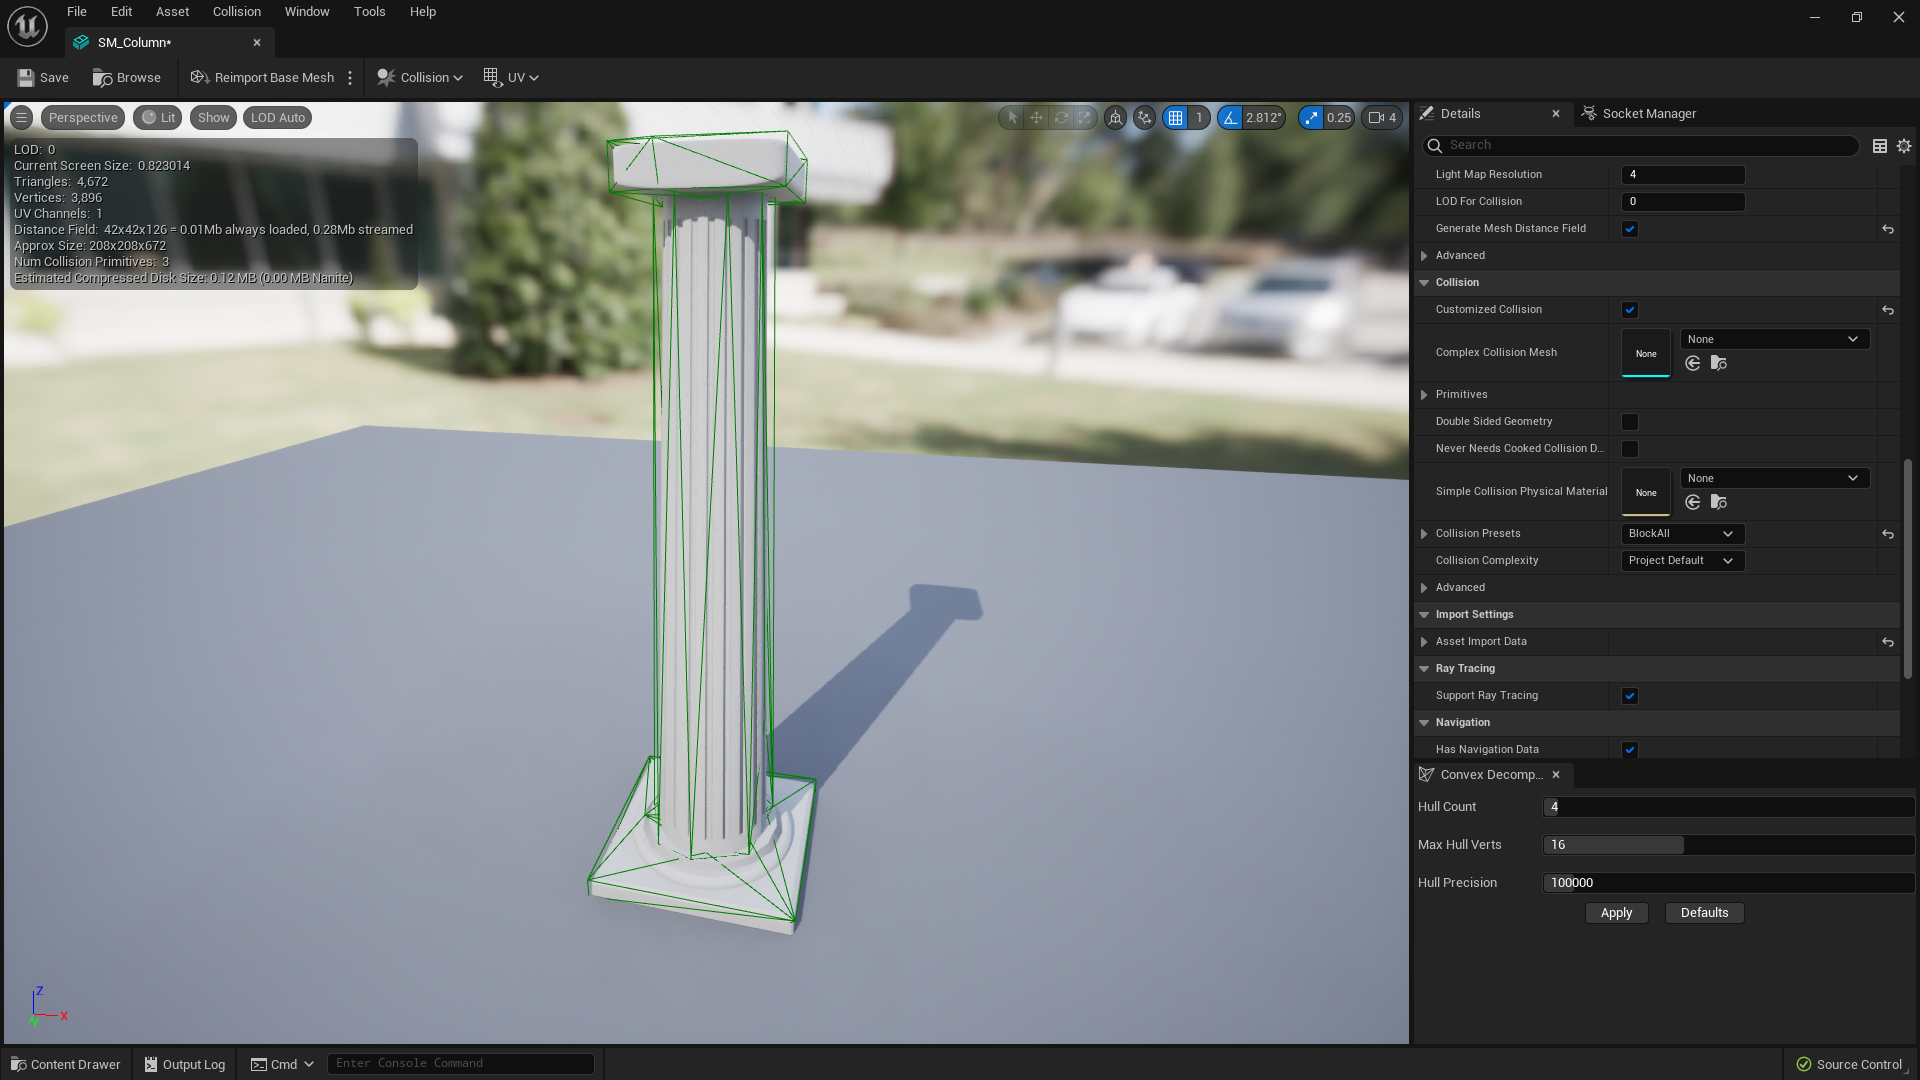 File Edit Asset Collision Window Tools Help
SM_Column*
Save Browse Reimport Base Mesh Collision UV
Perspective Lit Show LOD Auto 1 2.812° 0.25 4
LOD: 0
Current Screen Size: 0.823014
Triangles: 4,672
Vertices: 3,896
UV Channels: 1
Distance Field: 42x42x126 = 0.01Mb always loaded, 0.28Mb streamed
Approx Size: 208x208x672
Num Collision Primitives: 3
Estimated Compressed Disk Size: 0.12 MB (0.00 MB Nanite)
Z
X
Y
Details Socket Manager
Search
Light Map Resolution 4
LOD For Collision 0
Generate Mesh Distance Field
Advanced
Collision
Customized Collision
Complex Collision Mesh None None
Primitives
Double Sided Geometry
Never Needs Cooked Collision D...
Simple Collision Physical Material None None
Collision Presets BlockAll
Collision Complexity Project Default
Advanced
Import Settings
Asset Import Data
Ray Tracing
Support Ray Tracing
Navigation
Has Navigation Data
Convex Decomp...
Hull Count 4
Max Hull Verts 16
Hull Precision 100000
Apply Defaults
Content Drawer Output Log Cmd Enter Console Command Source Control